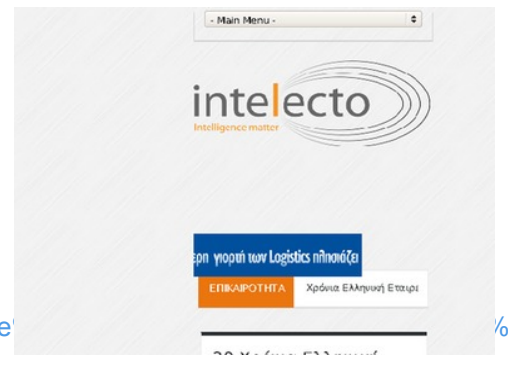 - Main Menu -
intelecto
Intelligence matter
γιορτή των Logistics πλησιάζει
ΕΠΙΚΑΙΡΟΤΗΤΑ Χρόνια Ελληνική Εταιρε